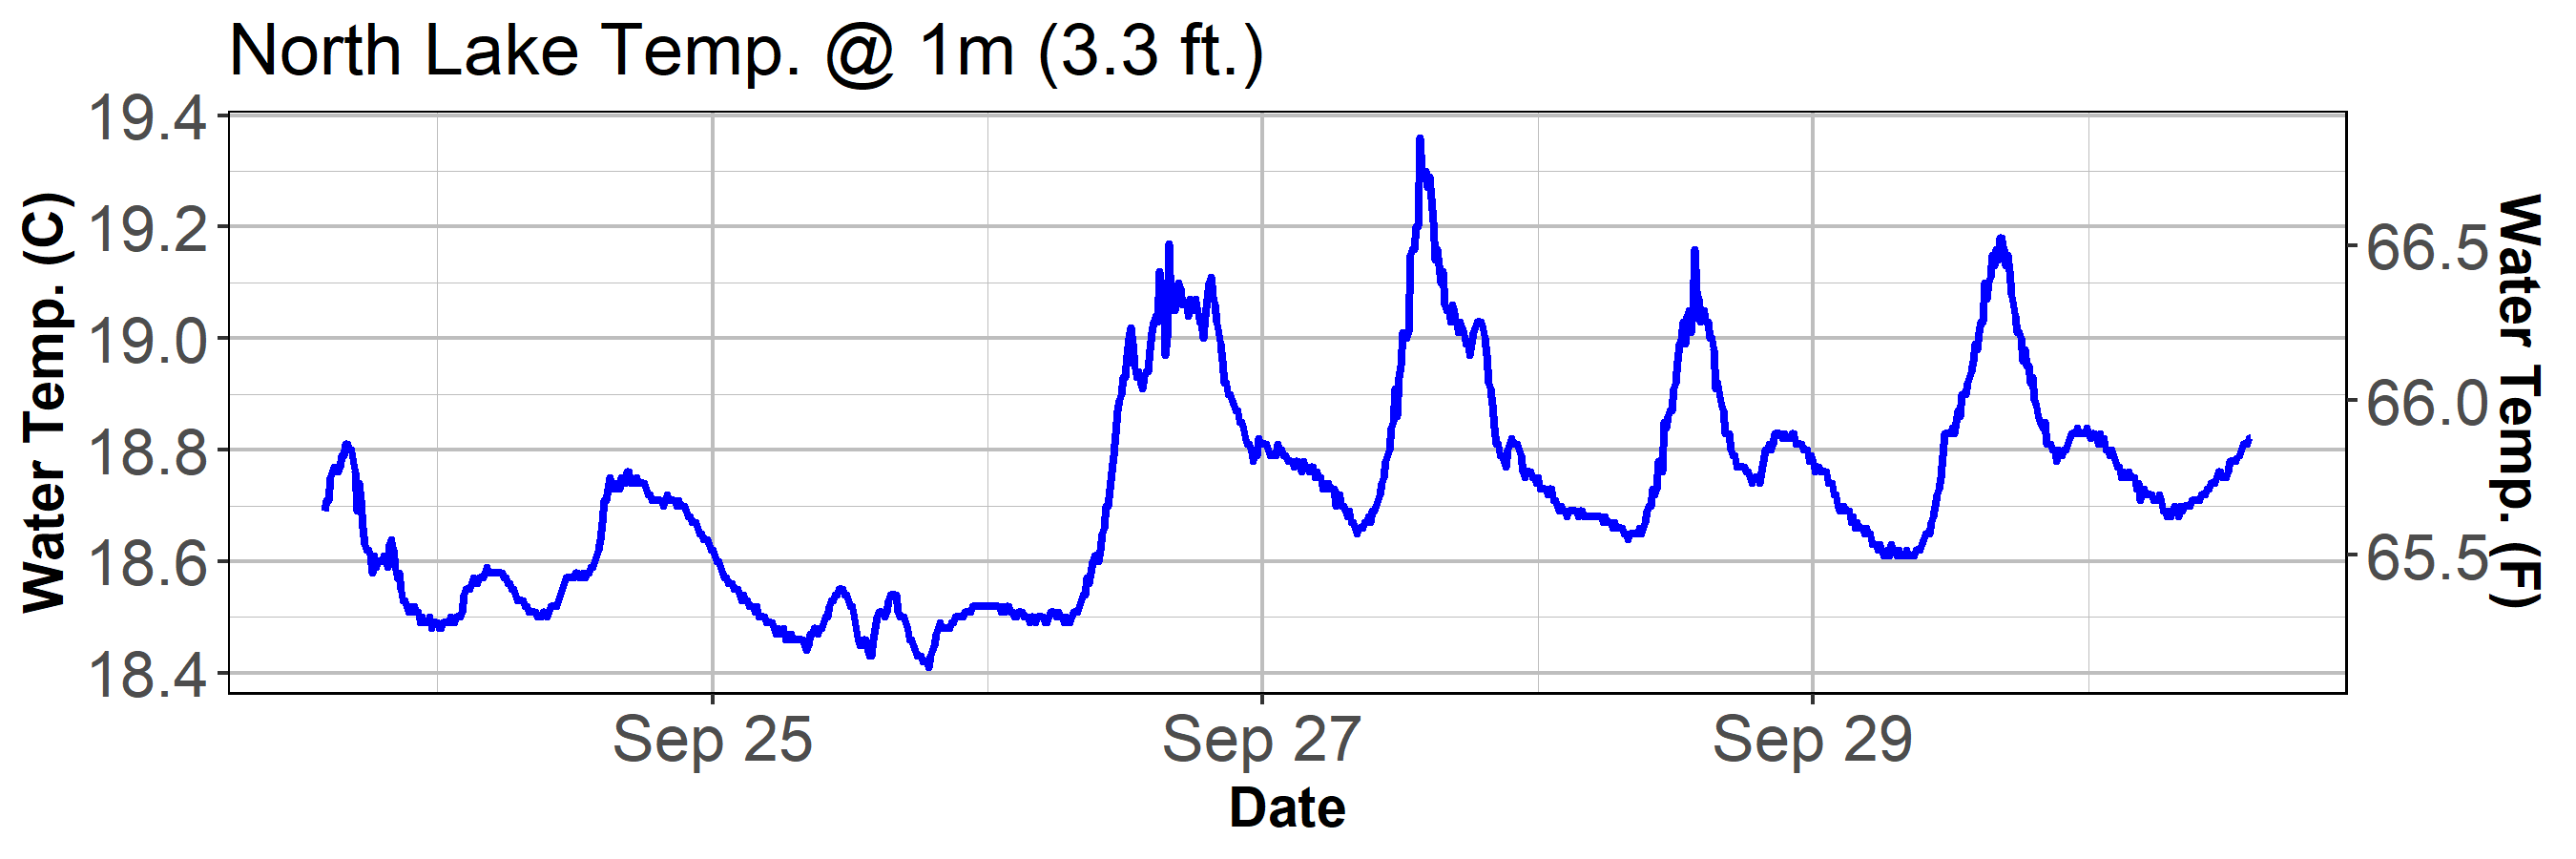 North Lake Temp. @ 1m (3.3 ft.)
Water Temp. (C)
19.4
19.2
19.0
18.8
18.6
18.4
66.5
66.0
65.5
Water Temp. (F)
Sep 25
Sep 27
Sep 29
Date